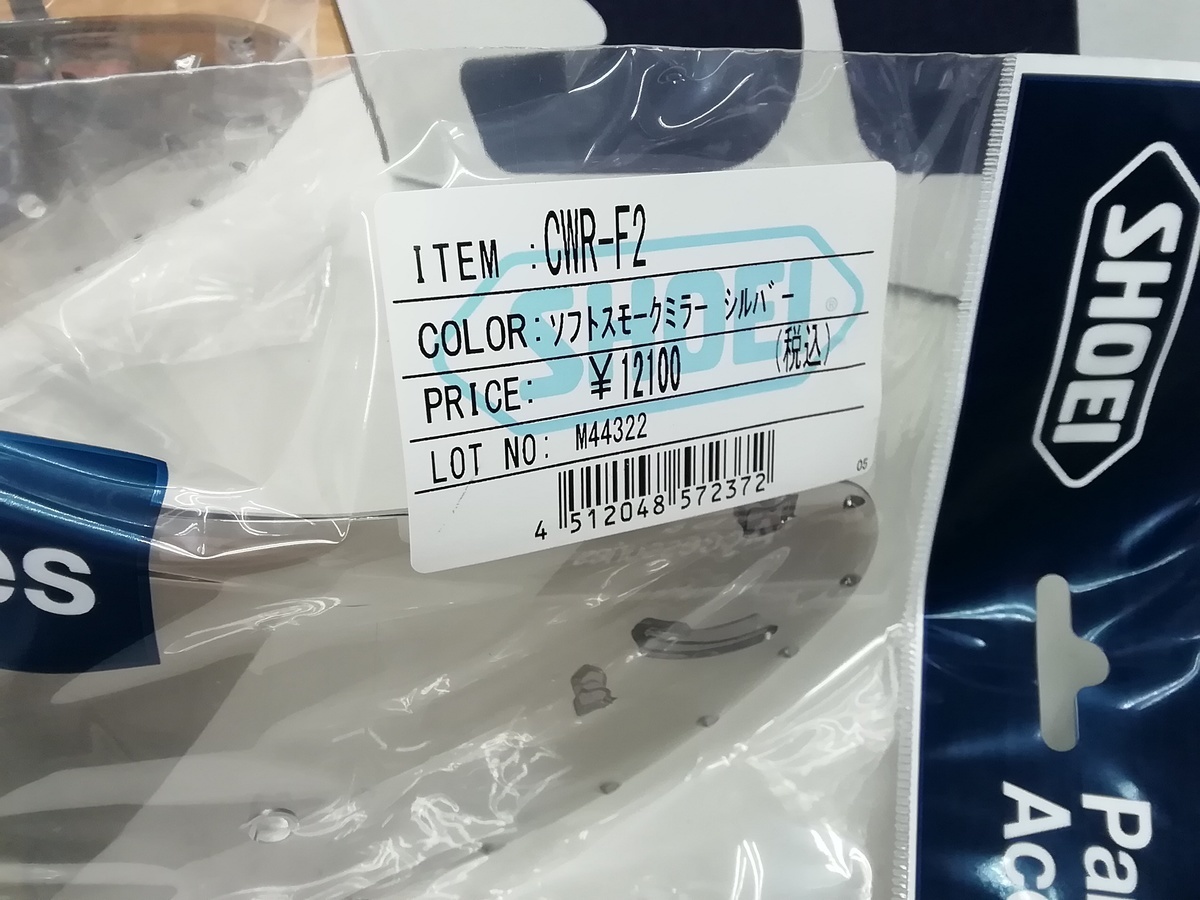 ITEM :CWR-F2
COLOR:ソフトスモークミラー シルバー
PRICE: ¥12100 (税込)
LOT NO: M44322
4 512048 572372
05
SHOEI
®
SHOEI
es
Pa
Acc